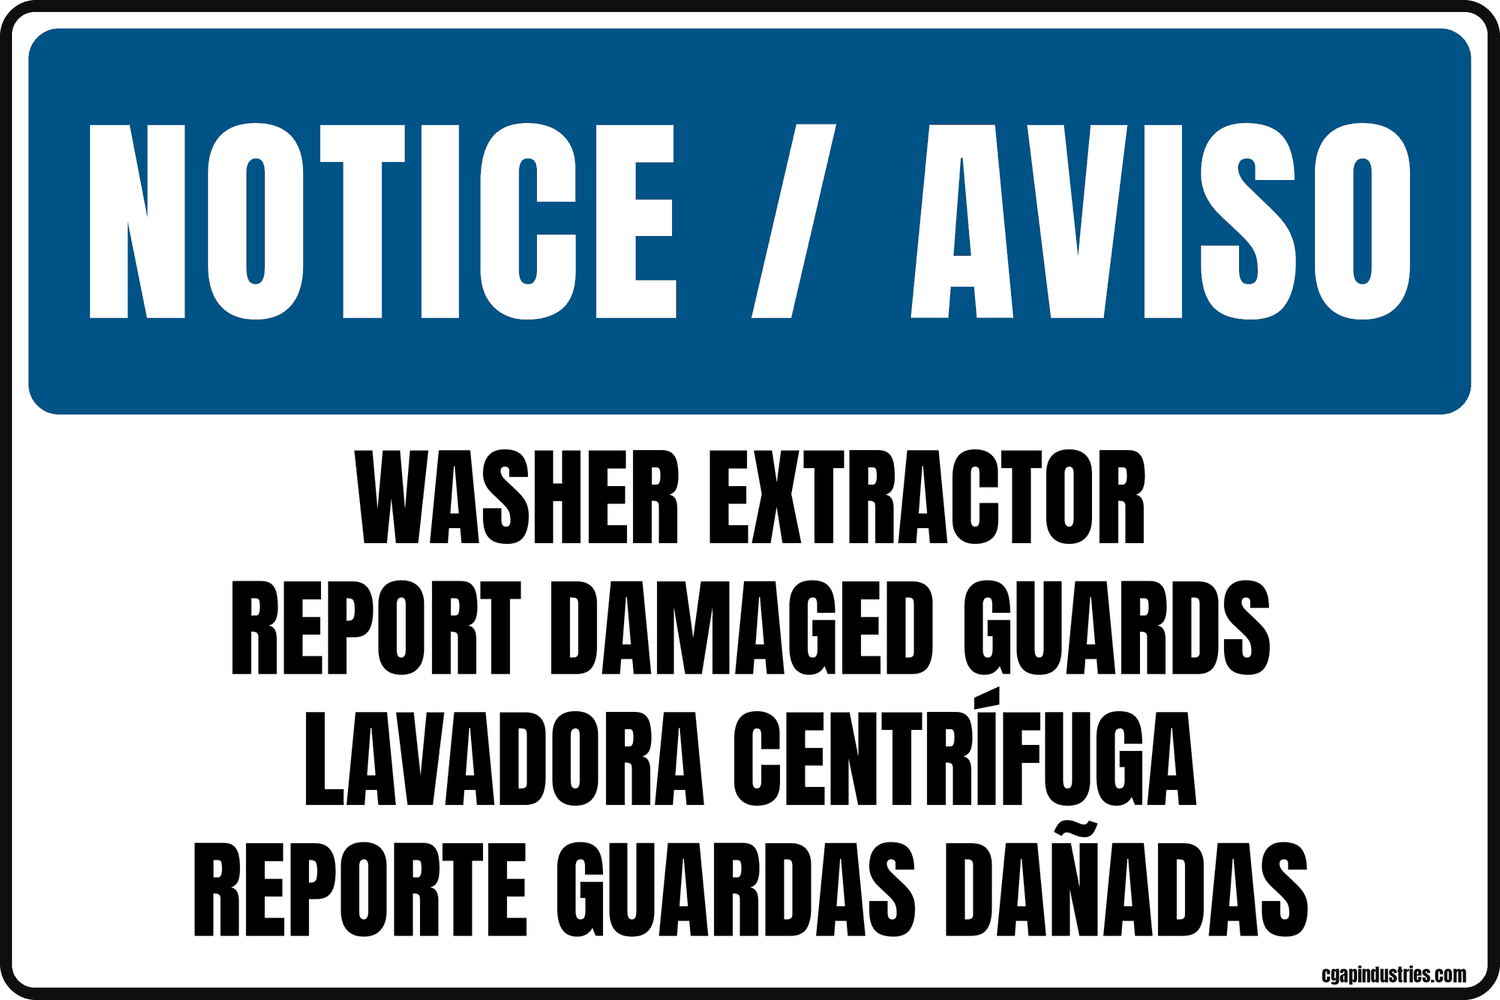 NOTICE / AVISO
WASHER EXTRACTOR
REPORT DAMAGED GUARDS
LAVADORA CENTRÍFUGA
REPORTE GUARDAS DAÑADAS
cgapindustries.com